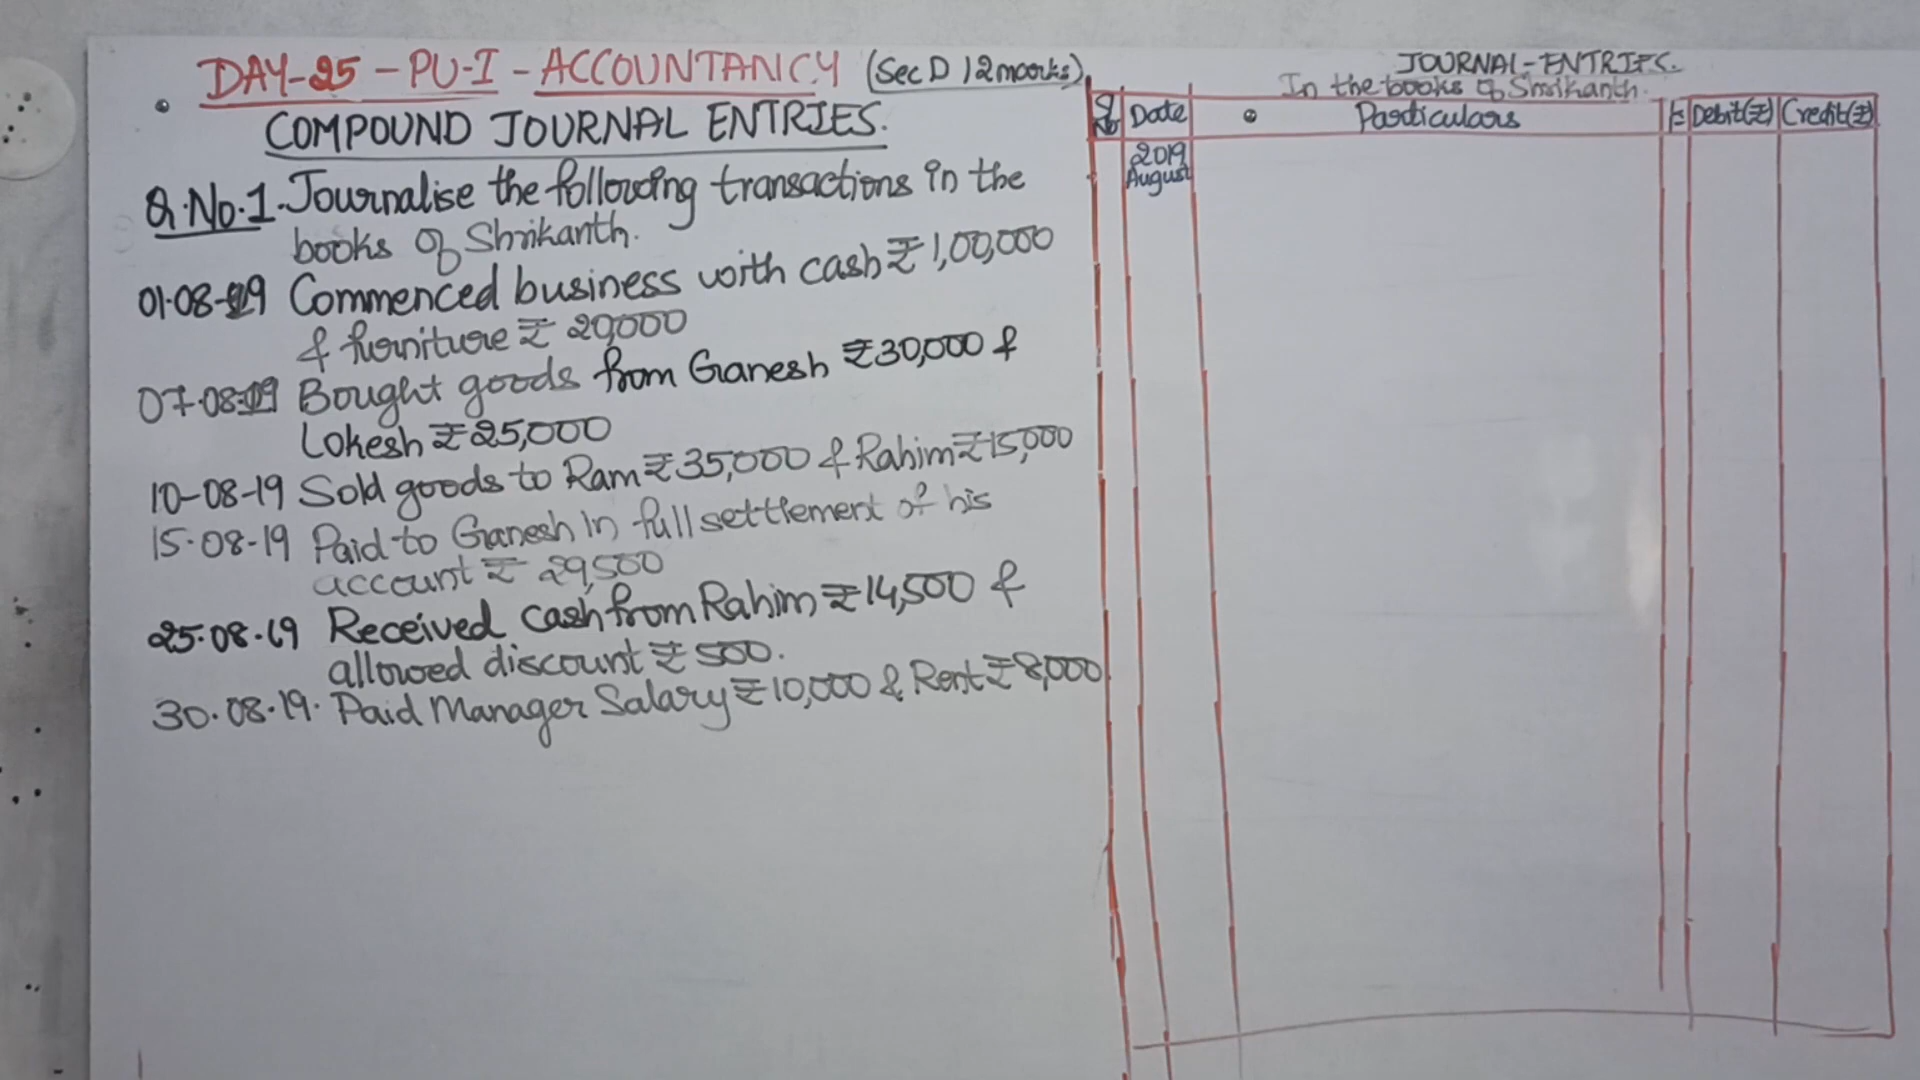 DAY-25-PU-I-ACCOUNTANCY (Sec D 12 marks)
COMPOUND JOURNAL ENTRIES.
Q.No.1. Journalise the following transactions in the
books of Shrikanth.
01-08-19 Commenced business with cash ₹ 1,00,000
& furniture ₹ 20,000
07-08-19 Bought goods from Ganesh ₹30,000 &
Lokesh ₹25,000
10-08-19 Sold goods to Ram ₹35,000 & Rahim ₹15,000
15-08-19 Paid to Ganesh in full settlement of his
account ₹ 29,500
25.08.19 Received cash from Rahim ₹14,500 &
allowed discount ₹ 500.
30.08.19. Paid Manager Salary ₹10,000 & Rent ₹8,000
JOURNAL-ENTRIES.
In the books of Shrikanth.
Sl No Date Particulars Debit(₹) Credit(₹)
2019
August